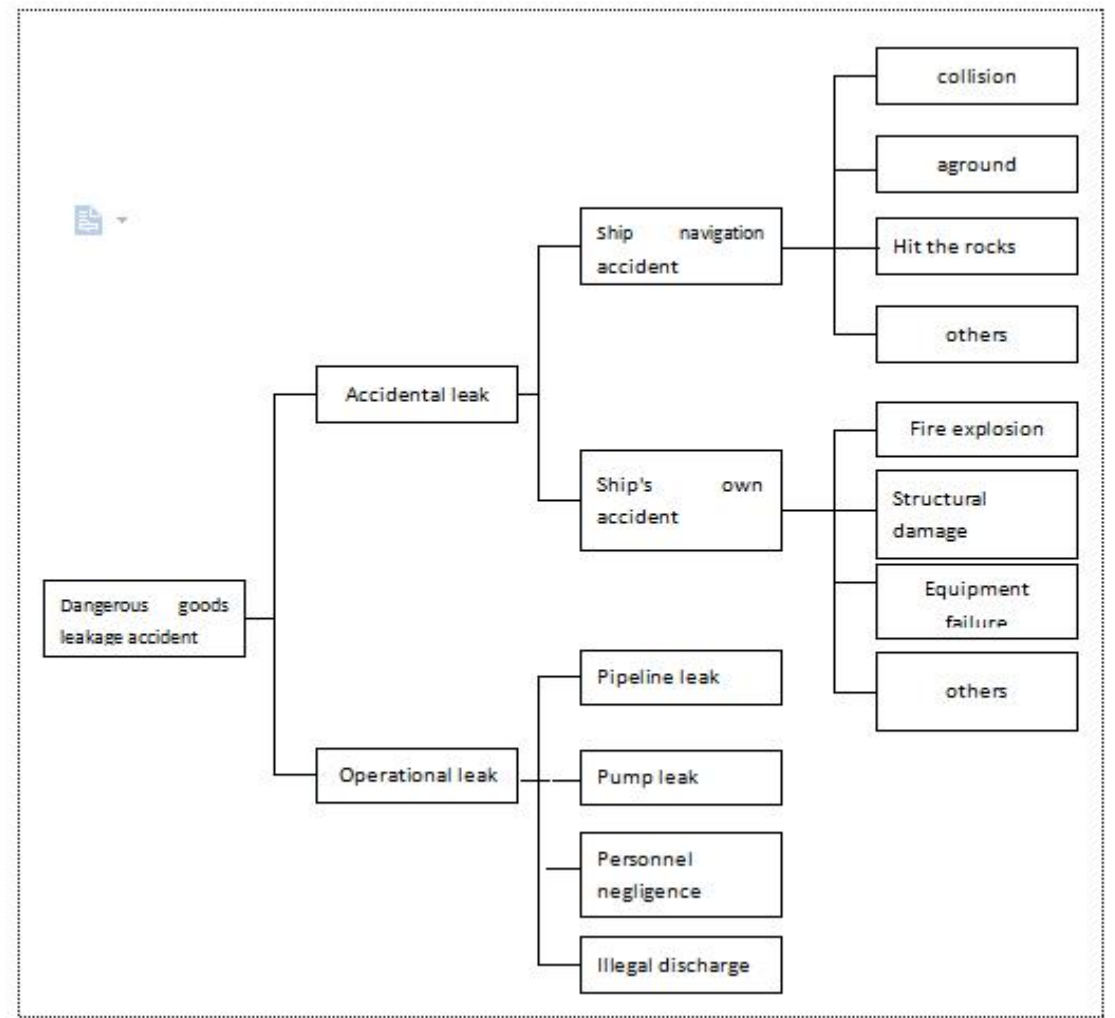 collision
aground
Ship navigation
accident
Hit the rocks
others
Accidental leak
Fire explosion
Ship's own
accident
Structural
damage
Equipment
failure
others
Dangerous goods
leakage accident
Pipeline leak
Operational leak
Pump leak
Personnel
negligence
Illegal discharge